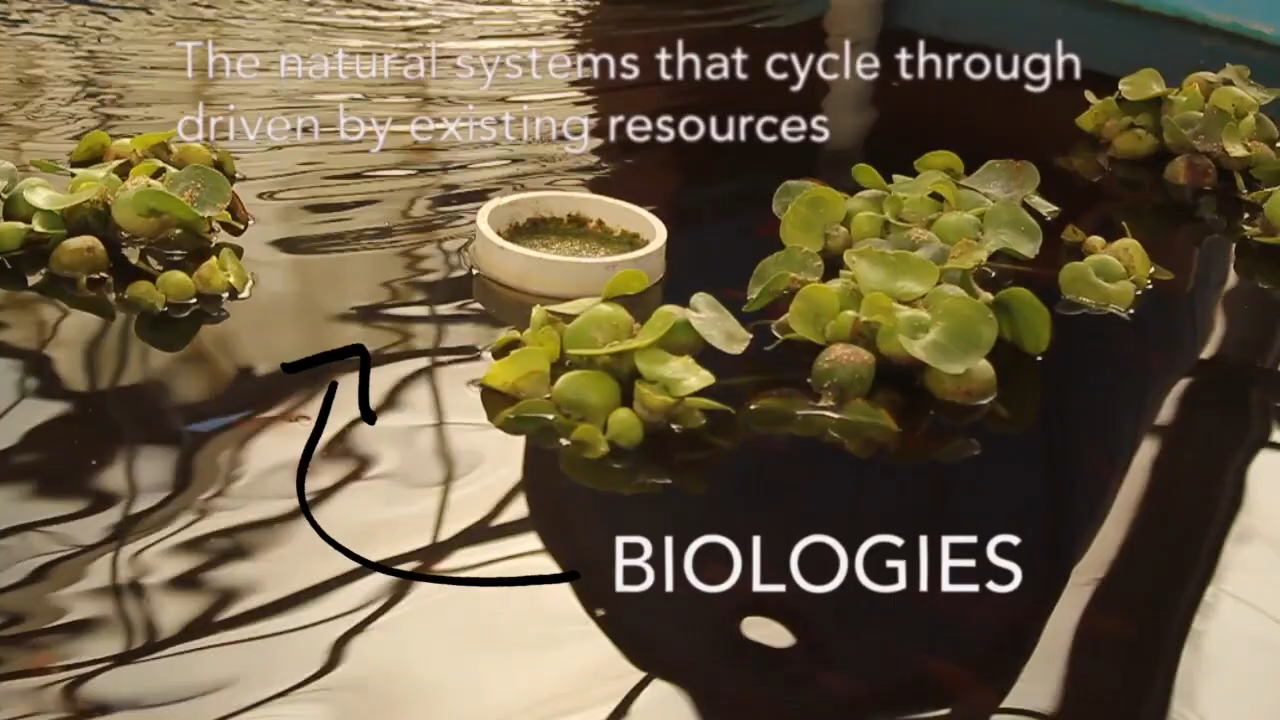 The natural systems that cycle through
driven by existing resources
BIOLOGIES